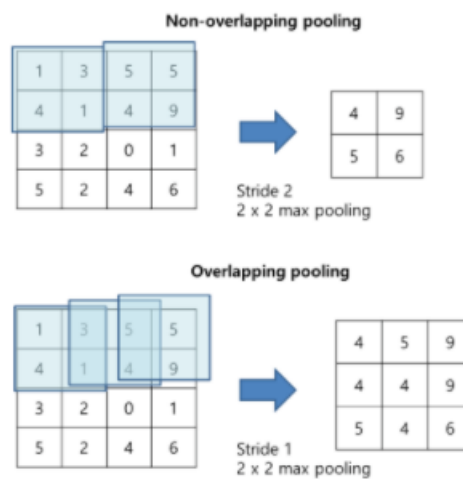 Non-overlapping pooling
1 3 5 5
4 1 4 9
3 2 0 1
5 2 4 6
4 9
5 6
Stride 2
2 x 2 max pooling
Overlapping pooling
1 3 5 5
4 1 4 9
3 2 0 1
5 2 4 6
4 5 9
4 4 9
5 4 6
Stride 1
2 x 2 max pooling